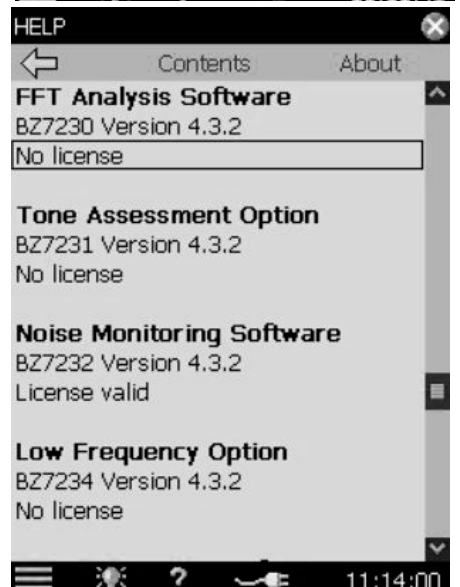 HELP
Contents About
FFT Analysis Software
BZ7230 Version 4.3.2
No license
Tone Assessment Option
BZ7231 Version 4.3.2
No license
Noise Monitoring Software
BZ7232 Version 4.3.2
License valid
Low Frequency Option
BZ7234 Version 4.3.2
No license
? 11:14:00